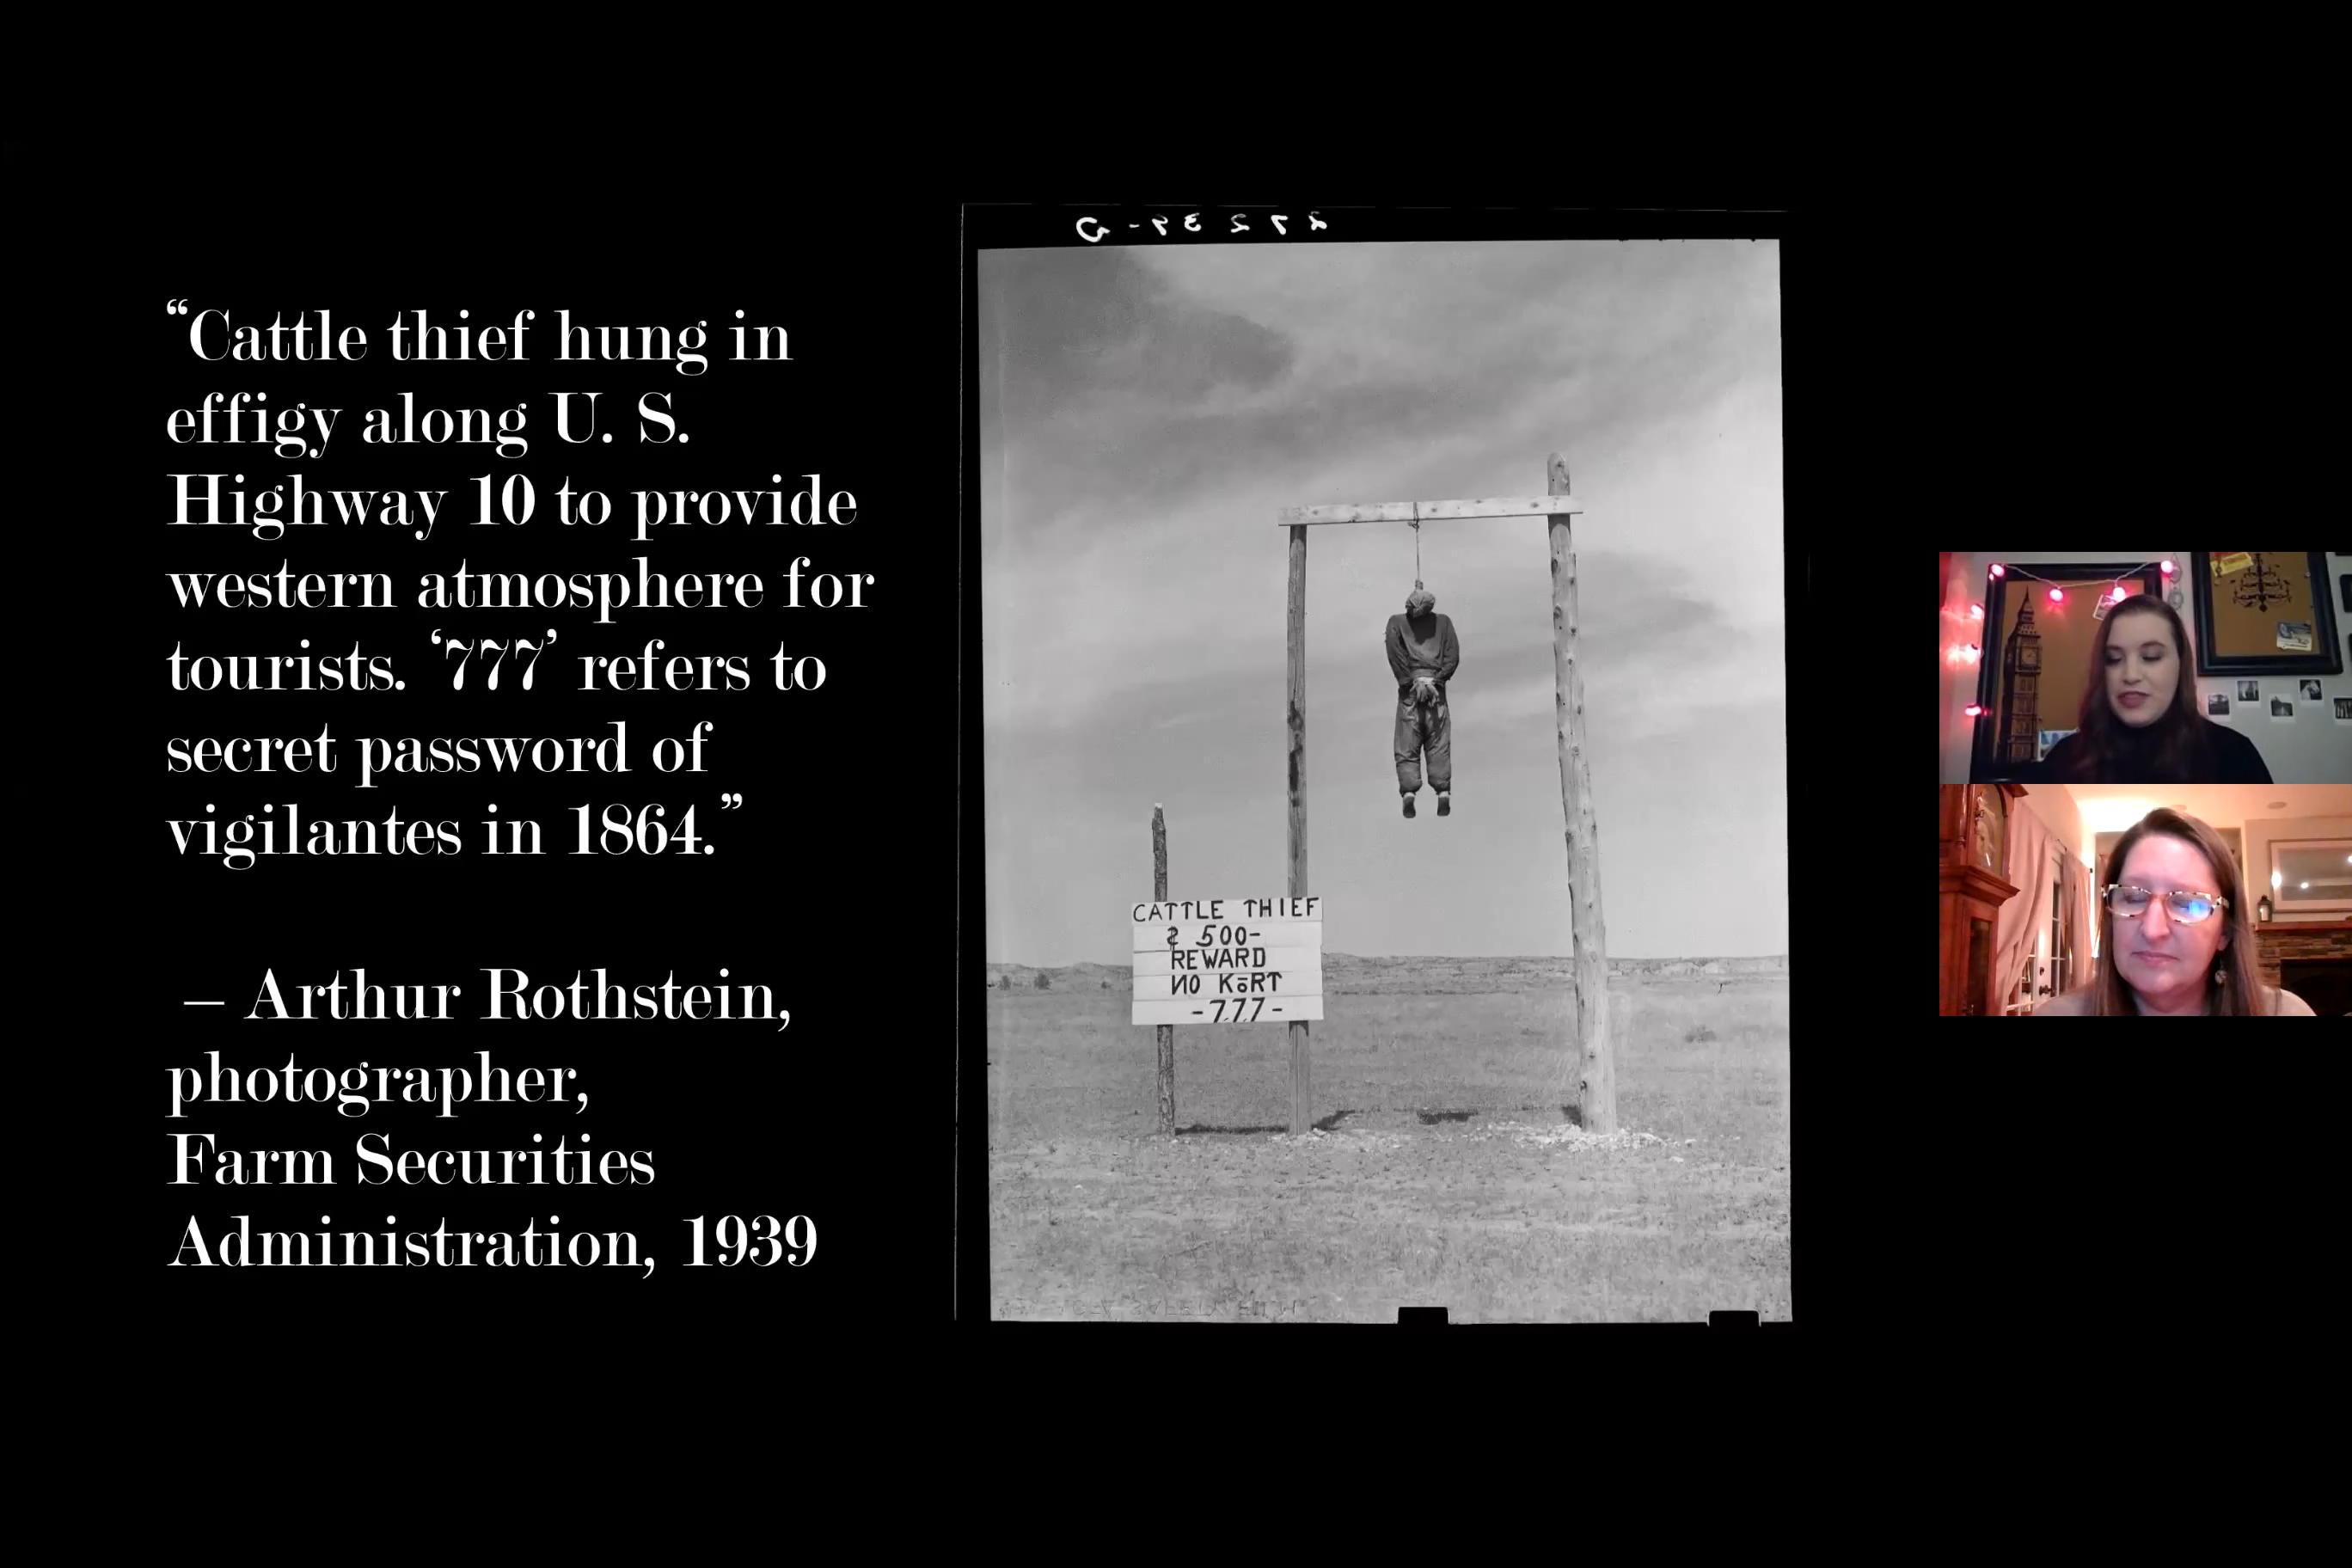 “Cattle thief hung in
effigy along U. S.
Highway 10 to provide
western atmosphere for
tourists. ‘777’ refers to
secret password of
vigilantes in 1864.”
– Arthur Rothstein,
photographer,
Farm Securities
Administration, 1939
CATTLE THIEF
$ 500-
REWARD
NO KōRT
-777-